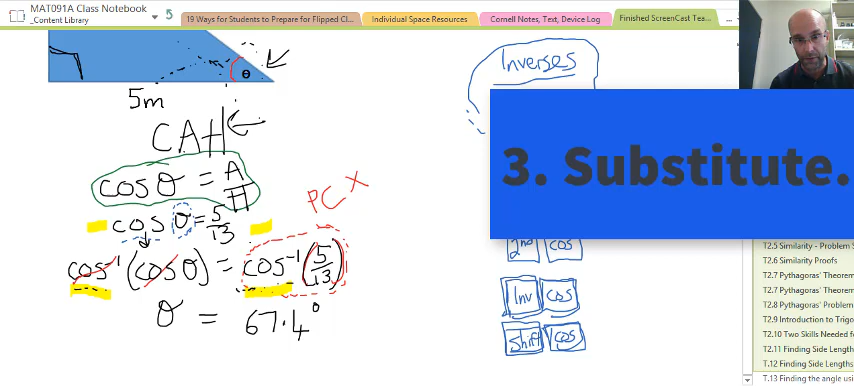 MAT091A Class Notebook
_Content Library
19 Ways for Students to Prepare for Flipped Cl...
Individual Space Resources
Cornell Notes, Text, Device Log
Finished ScreenCast Tea...
θ
5m
CAH
cos θ = A/H
cos θ = 5/13
PC X
cos⁻¹ (cos θ) = cos⁻¹ (5/13)
θ = 67.4°
Inverses
3. Substitute.
2nd cos
Inv cos
shift cos
T2.5 Similarity - Problem S
T2.6 Similarity Proofs
T2.7 Pythagoras' Theorem
T2.7 Pythagoras' Theorem
T2.8 Pythagoras' Problems
T2.9 Introduction to Trigo
T2.10 Two Skills Needed fo
T2.11 Finding Side Lengths
T.12 Finding Side Lengths
T.13 Finding the angle usi